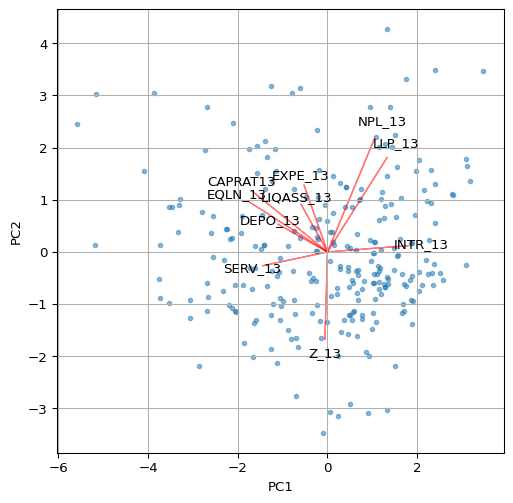 4
3
2
1
0
−1
−2
−3
PC2
NPL_13
LLP_13
EXPE_13
CAPRAT13
EQLN_13
LIQASS_13
DEPO_13
INTR_13
SERV_13
Z_13
−6
−4
−2
0
2
PC1